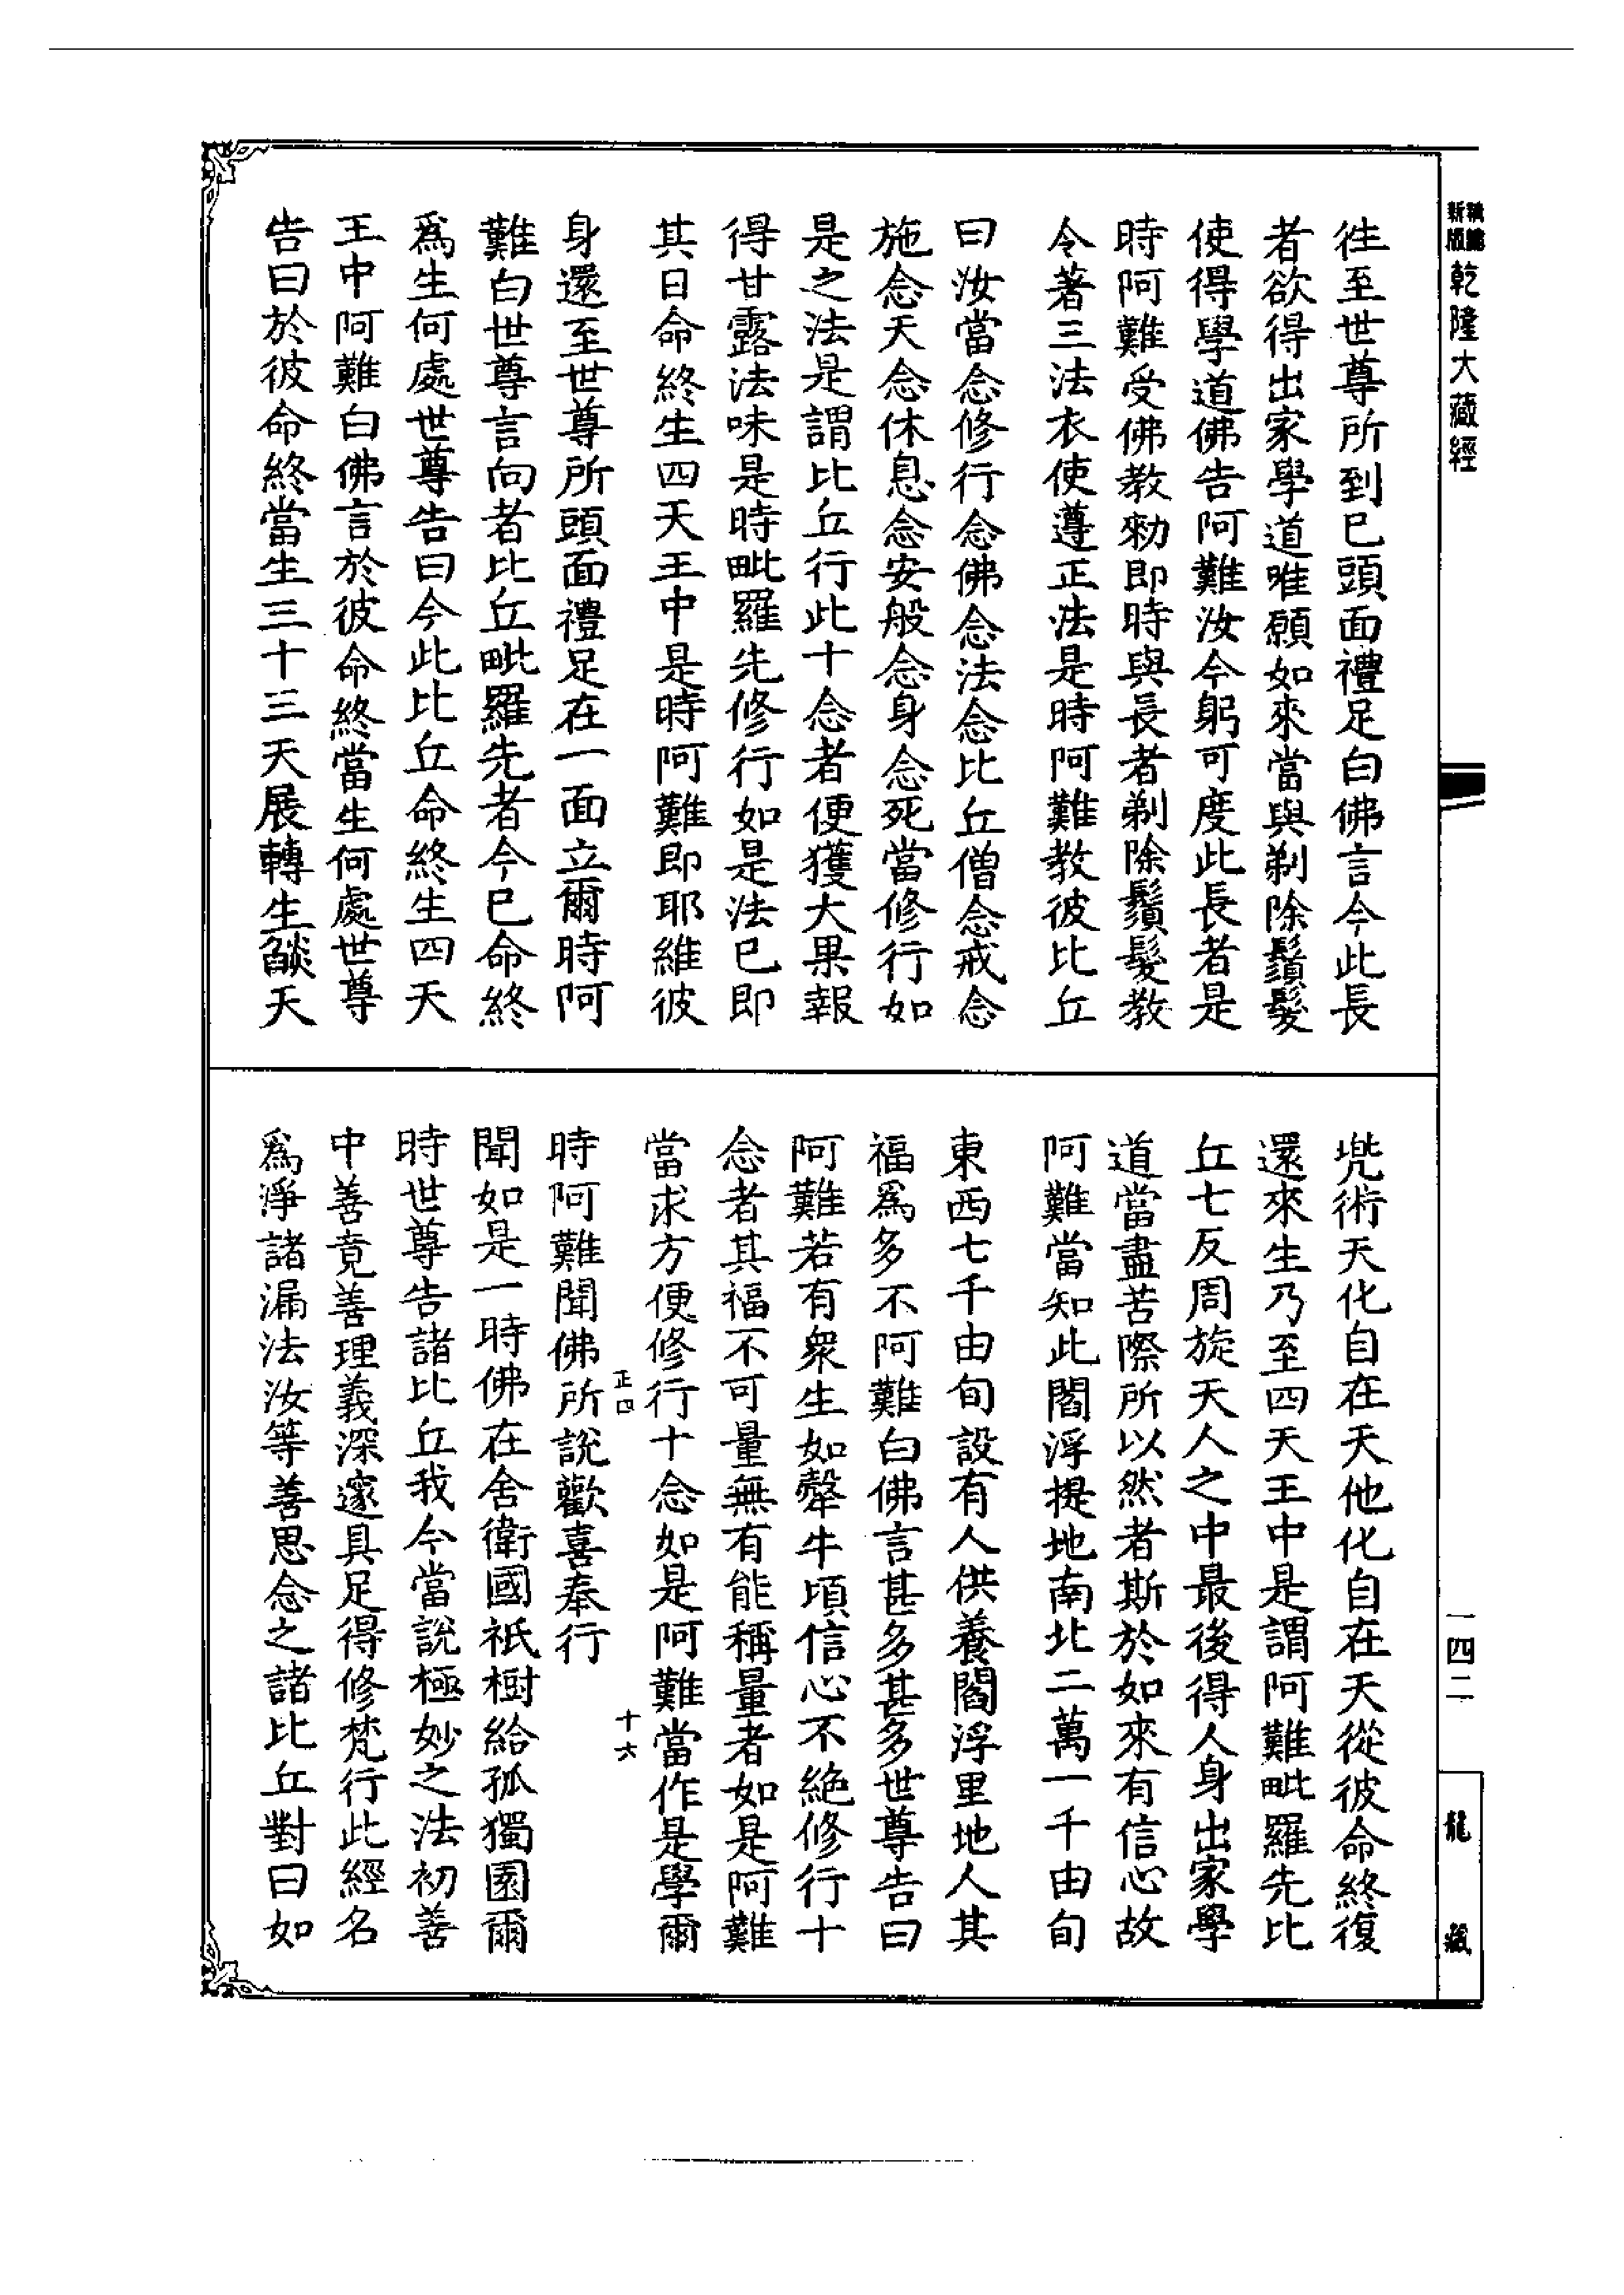 新編縮版
乾隆大藏經
往至世尊所到已頭面禮足白佛言今此長
者欲得出家學道唯願如來當與剃除鬚髮
使得學道佛告阿難汝今躬可度此長者是
時阿難受佛教勑即時與長者剃除鬚髮教
令著三法衣使遵正法是時阿難教彼比丘
曰汝當念修行念佛念法念比丘僧念戒念
施念天念休息念安般念身念死當修行如
是之法是謂比丘行此十念者便獲大果報
得甘露法味是時毗羅先修行如是法已即
其日命終生四天王中是時阿難即耶維彼
身還至世尊所頭面禮足在一面立爾時阿
難白世尊言向者比丘毗羅先者今已命終
爲生何處世尊告曰今此比丘命終生四天
王中阿難白佛言於彼命終當生何處世尊
告曰於彼命終當生三十三天展轉生燄天
兠術天化自在天他化自在天從彼命終復
還來生乃至四天王中是謂阿難毗羅先比
丘七反周旋天人之中最後得人身出家學
道當盡苦際所以然者斯於如來有信心故
阿難當知此閻浮提地南北二萬一千由旬
東西七千由旬設有人供養閻浮里地人其
福爲多不阿難白佛言甚多甚多世尊告曰
阿難若有衆生如㝅牛頃信心不絶修行十
念者其福不可量無有能稱量者如是阿難
當求方便修行十念如是阿難當作是學爾
正四
十六
時阿難聞佛所說歡喜奉行
聞如是一時佛在舍衛國祇樹給孤獨園爾
時世尊告諸比丘我今當說極妙之法初善
中善竟善理義深邃具足得修梵行此經名
爲淨諸漏法汝等善思念之諸比丘對曰如
一四二
龍藏